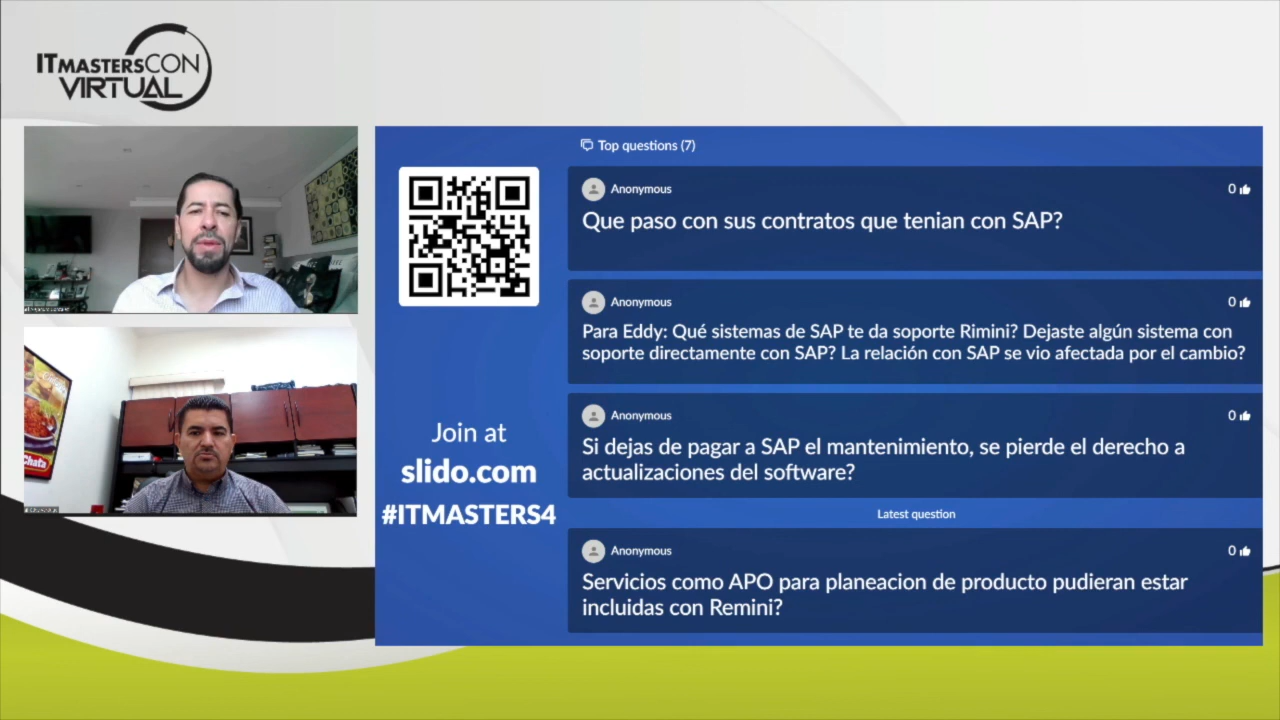 ITMASTERSCON
VIRTUAL
Chata
Top questions (7)
Anonymous
0
Que paso con sus contratos que tenian con SAP?
Anonymous
0
Para Eddy: Qué sistemas de SAP te da soporte Rimini? Dejaste algún sistema con
soporte directamente con SAP? La relación con SAP se vio afectada por el cambio?
Anonymous
0
Si dejas de pagar a SAP el mantenimiento, se pierde el derecho a
actualizaciones del software?
Latest question
Anonymous
0
Servicios como APO para planeacion de producto pudieran estar
incluidas con Remini?
Join at
slido.com
#ITMASTERS4